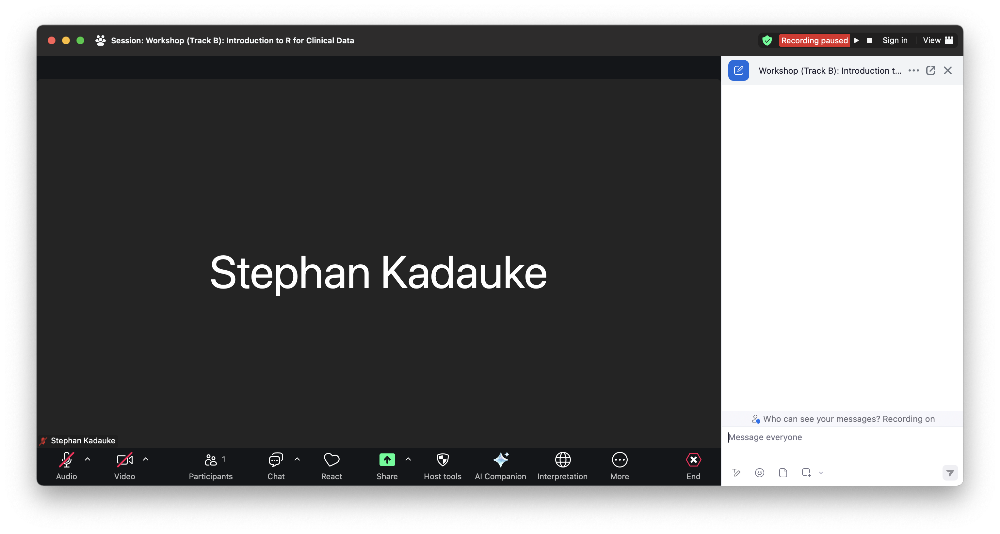 Session: Workshop (Track B): Introduction to R for Clinical Data
Recording paused
Sign in
View
Workshop (Track B): Introduction t...
Stephan Kadauke
Who can see your messages? Recording on
Message everyone
Stephan Kadauke
Audio
Video
1
Participants
Chat
React
Share
Host tools
AI Companion
Interpretation
More
End